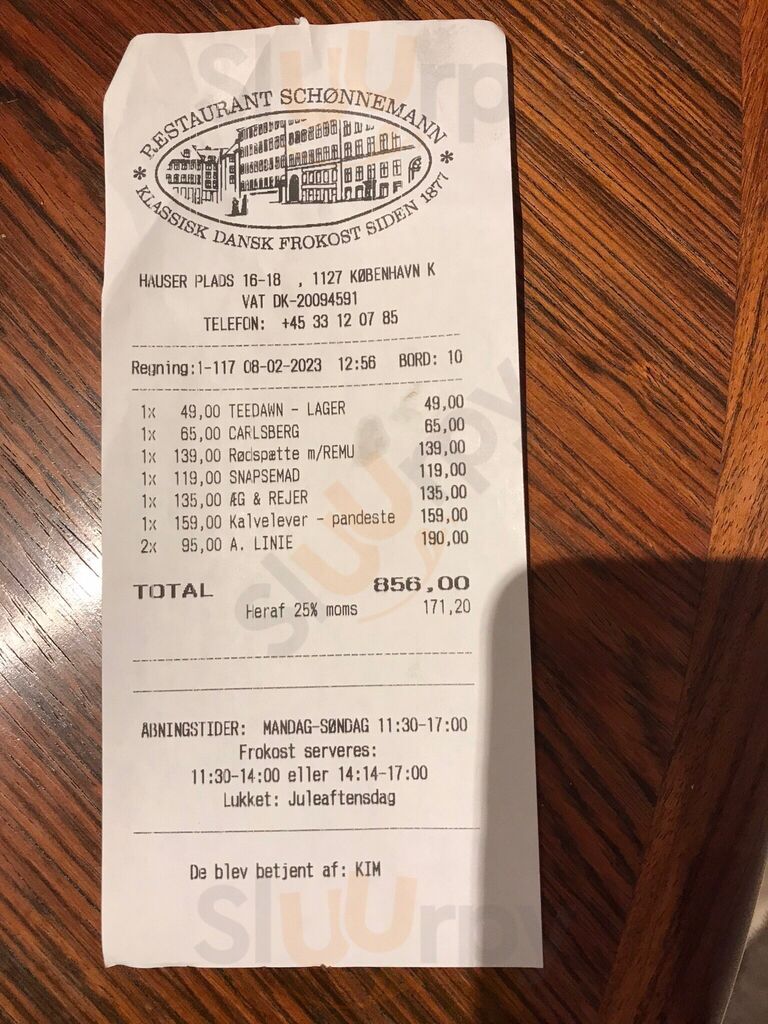 RESTAURANT SCHØNNEMANN
* KLASSISK DANSK FROKOST SIDEN 1877 *
HAUSER PLADS 16-18 , 1127 KØBENHAVN K
VAT DK-20094591
TELEFON: +45 33 12 07 85
Regning:1-117 08-02-2023 12:56 BORD: 10
1x 49,00 TEEDAWN - LAGER 49,00
1x 65,00 CARLSBERG 65,00
1x 139,00 Rødspætte m/REMU 139,00
1x 119,00 SNAPSEMAD 119,00
1x 135,00 ÆG & REJER 135,00
1x 159,00 Kalvelever - pandeste 159,00
2x 95,00 A. LINIE 190,00
TOTAL 856,00
Heraf 25% moms 171,20
ÅBNINGSTIDER: MANDAG-SØNDAG 11:30-17:00
Frokost serveres:
11:30-14:00 eller 14:14-17:00
Lukket: Juleaftensdag
De blev betjent af: KIM
Sluurpy
Sluurpy
Sluurpy